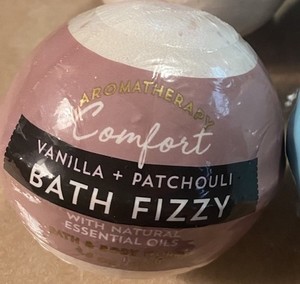 AROMATHERAPY
Comfort
VANILLA + PATCHOULI
BATH FIZZY
WITH NATURAL
ESSENTIAL OILS